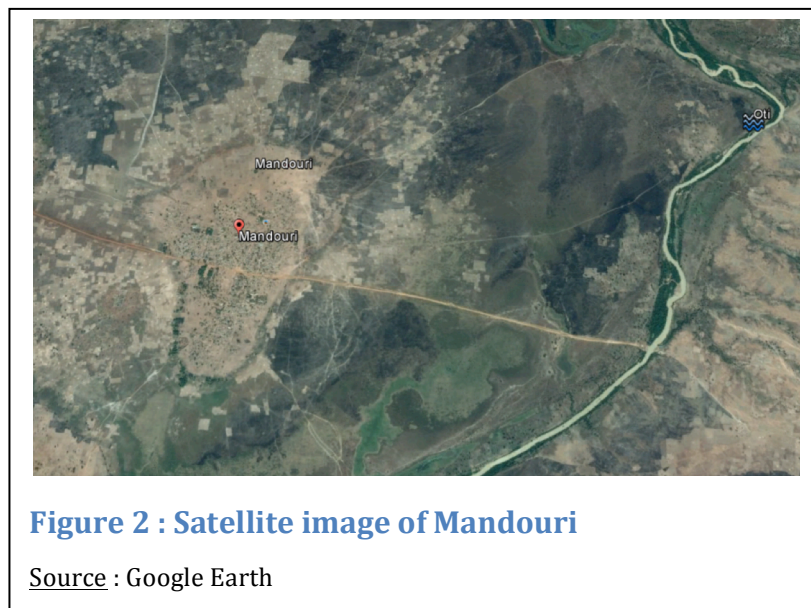 Oti
Mandouri
Mandouri
Figure 2 : Satellite image of Mandouri
Source : Google Earth